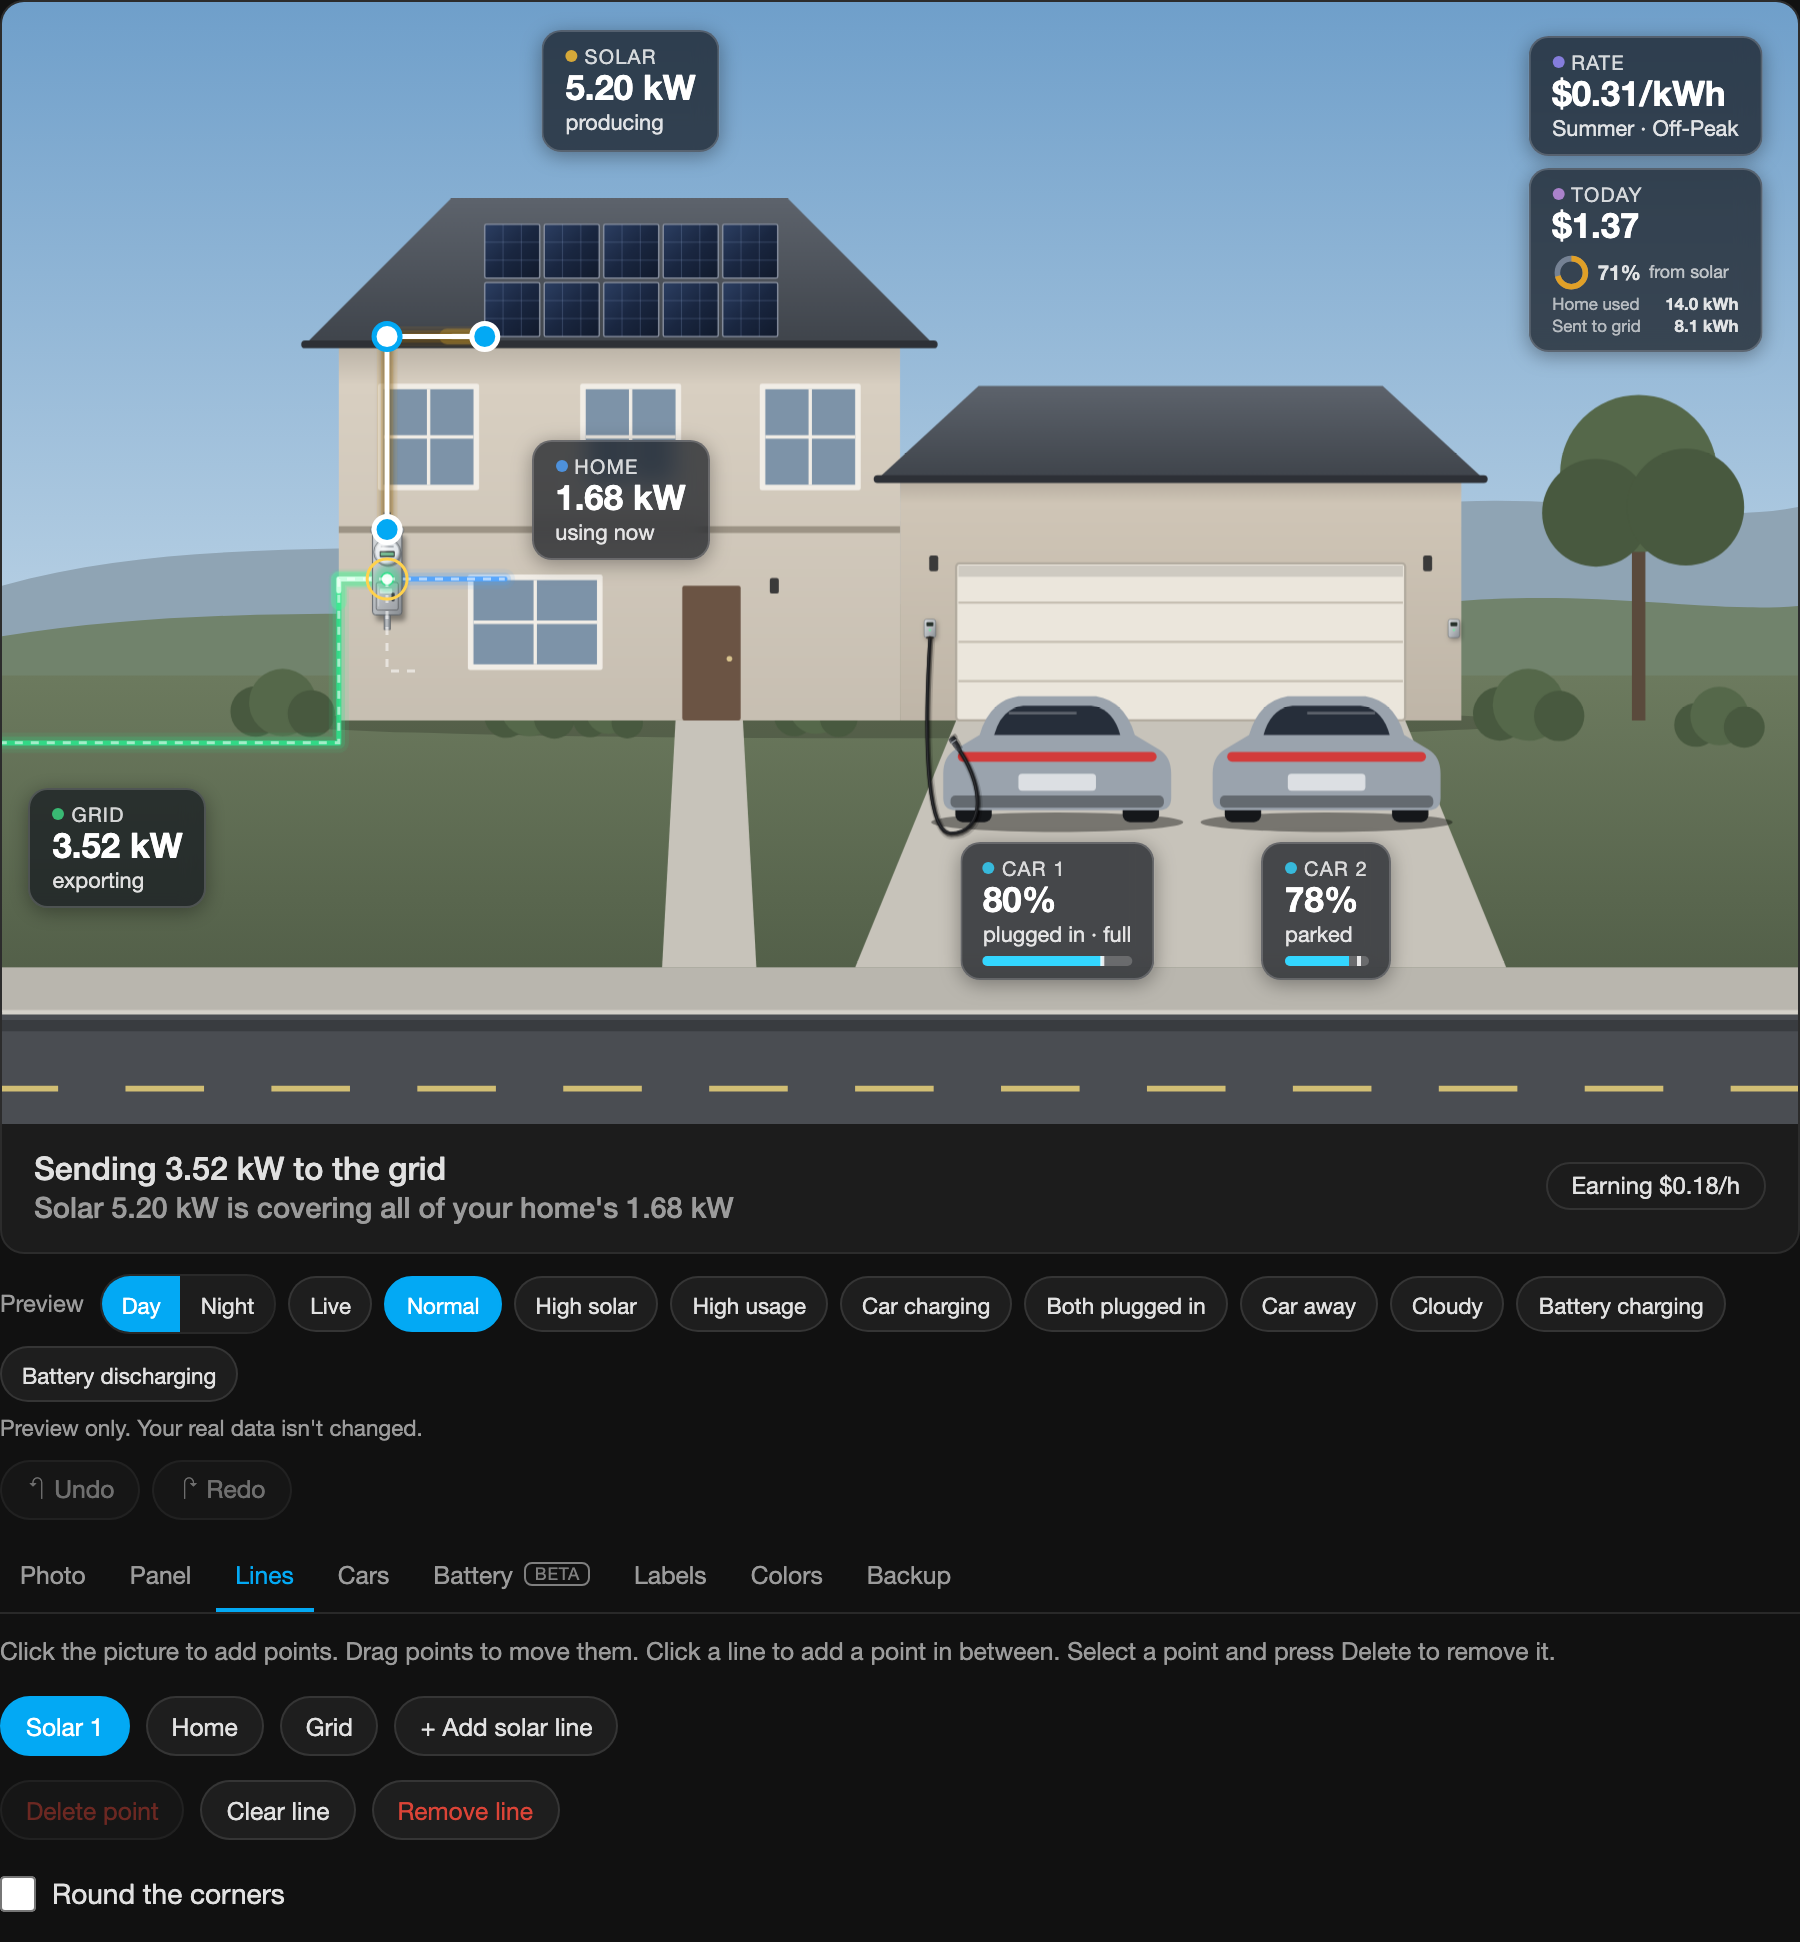 SOLAR
5.20 kW
producing
RATE
$0.31/kWh
Summer · Off-Peak
TODAY
$1.37
71% from solar
Home used 14.0 kWh
Sent to grid 8.1 kWh
HOME
1.68 kW
using now
GRID
3.52 kW
exporting
CAR 1
80%
plugged in · full
CAR 2
78%
parked
Sending 3.52 kW to the grid
Solar 5.20 kW is covering all of your home's 1.68 kW
Earning $0.18/h
Preview Day Night Live Normal High solar High usage Car charging Both plugged in Car away Cloudy Battery charging
Battery discharging
Preview only. Your real data isn't changed.
Undo Redo
Photo Panel Lines Cars Battery BETA Labels Colors Backup
Click the picture to add points. Drag points to move them. Click a line to add a point in between. Select a point and press Delete to remove it.
Solar 1 Home Grid + Add solar line
Delete point Clear line Remove line
Round the corners